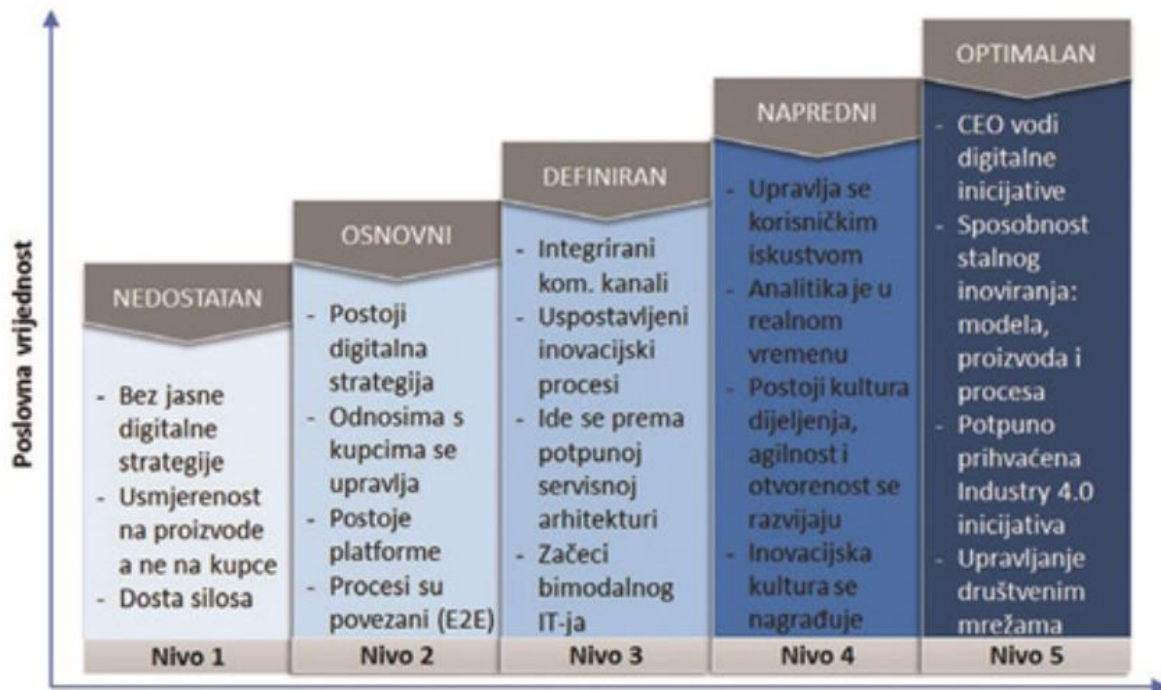 Poslovna vrijednost
NEDOSTATAN
- Bez jasne
digitalne
strategije
- Usmjerenost
na proizvode
a ne na kupce
- Dosta silosa
Nivo 1
OSNOVNI
- Postoji
digitalna
strategija
- Odnosima s
kupcima se
upravlja
- Postoje
platforme
- Procesi su
povezani (E2E)
Nivo 2
DEFINIRAN
- Integrirani
kom. kanali
- Uspostavljeni
inovacijski
procesi
- Ide se prema
potpunoj
servisnoj
arhitekturi
- Začeci
bimodalnog
IT-ja
Nivo 3
NAPREDNI
- Upravlja se
korisničkim
iskustvom
- Analitika je u
realnom
vremenu
- Postoji kultura
dijeljenja,
agilnost i
otvorenost se
razvijaju
- Inovacijska
kultura se
nagrađuje
Nivo 4
OPTIMALAN
- CEO vodi
digitalne
inicijative
- Sposobnost
stalnog
inoviranja:
modela,
proizvoda i
procesa
- Potpuno
prihvaćena
Industry 4.0
inicijativa
- Upravljanje
društvenim
mrežama
Nivo 5